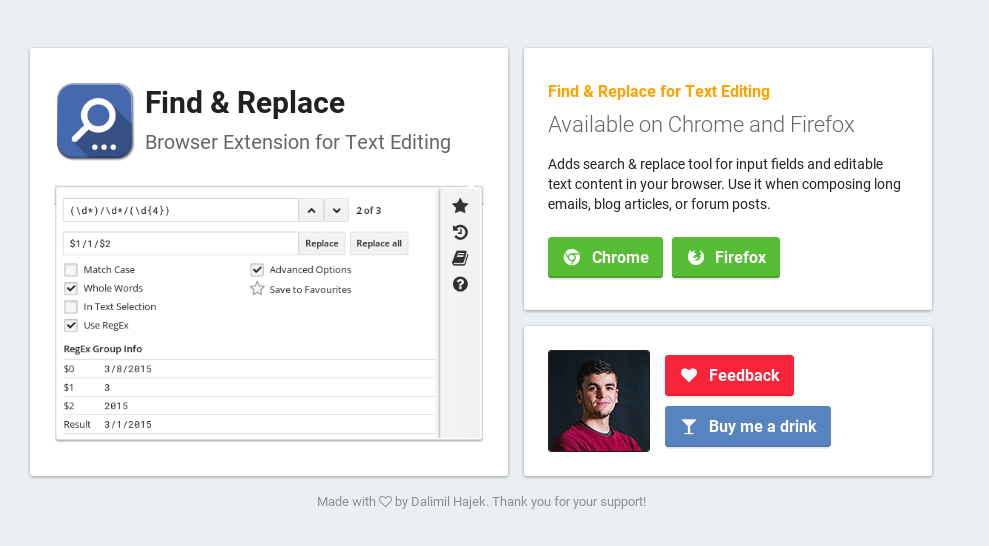 Find & Replace
Browser Extension for Text Editing
(\d*)/\d*/(\d{4})
2 of 3
$1/1/$2
Replace
Replace all
Match Case
Advanced Options
Whole Words
Save to Favourites
In Text Selection
Use RegEx
RegEx Group Info
$0 3/8/2015
$1 3
$2 2015
Result 3/1/2015
Find & Replace for Text Editing
Available on Chrome and Firefox
Adds search & replace tool for input fields and editable
text content in your browser. Use it when composing long
emails, blog articles, or forum posts.
Chrome
Firefox
Feedback
Buy me a drink
Made with ♡ by Dalimil Hajek. Thank you for your support!